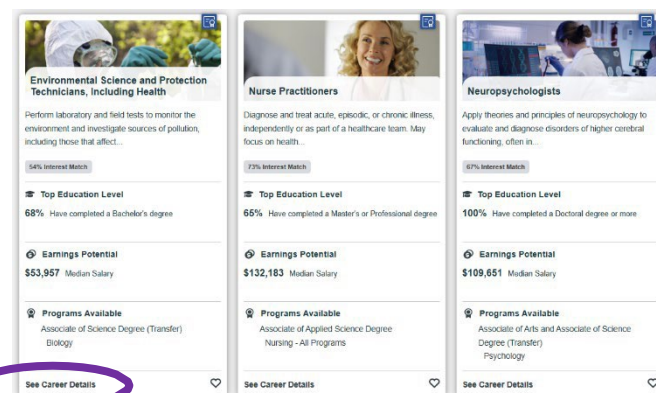 Environmental Science and Protection
Technicians, Including Health
Perform laboratory and field tests to monitor the
environment and investigate sources of pollution,
including those that affect...
54% Interest Match
Top Education Level
68% Have completed a Bachelor's degree
Earnings Potential
$53,957 Median Salary
Programs Available
Associate of Science Degree (Transfer)
Biology
See Career Details
Nurse Practitioners
Diagnose and treat acute, episodic, or chronic illness,
independently or as part of a healthcare team. May
focus on health...
73% Interest Match
Top Education Level
65% Have completed a Master's or Professional degree
Earnings Potential
$132,183 Median Salary
Programs Available
Associate of Applied Science Degree
Nursing - All Programs
See Career Details
Neuropsychologists
Apply theories and principles of neuropsychology to
evaluate and diagnose disorders of higher cerebral
functioning, often in...
67% Interest Match
Top Education Level
100% Have completed a Doctoral degree or more
Earnings Potential
$109,651 Median Salary
Programs Available
Associate of Arts and Associate of Science
Degree (Transfer)
Psychology
See Career Details